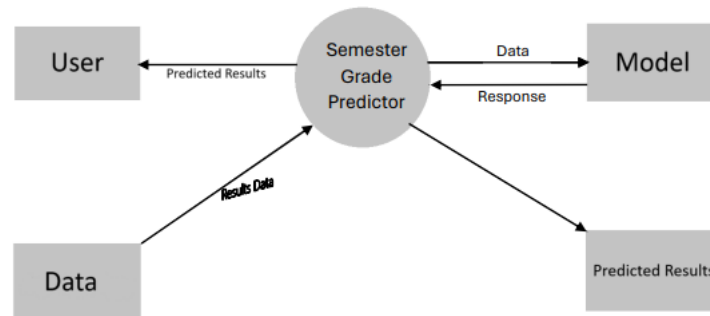 User
Predicted Results
Semester
Grade
Predictor
Data
Response
Model
Results Data
Data
Predicted Results